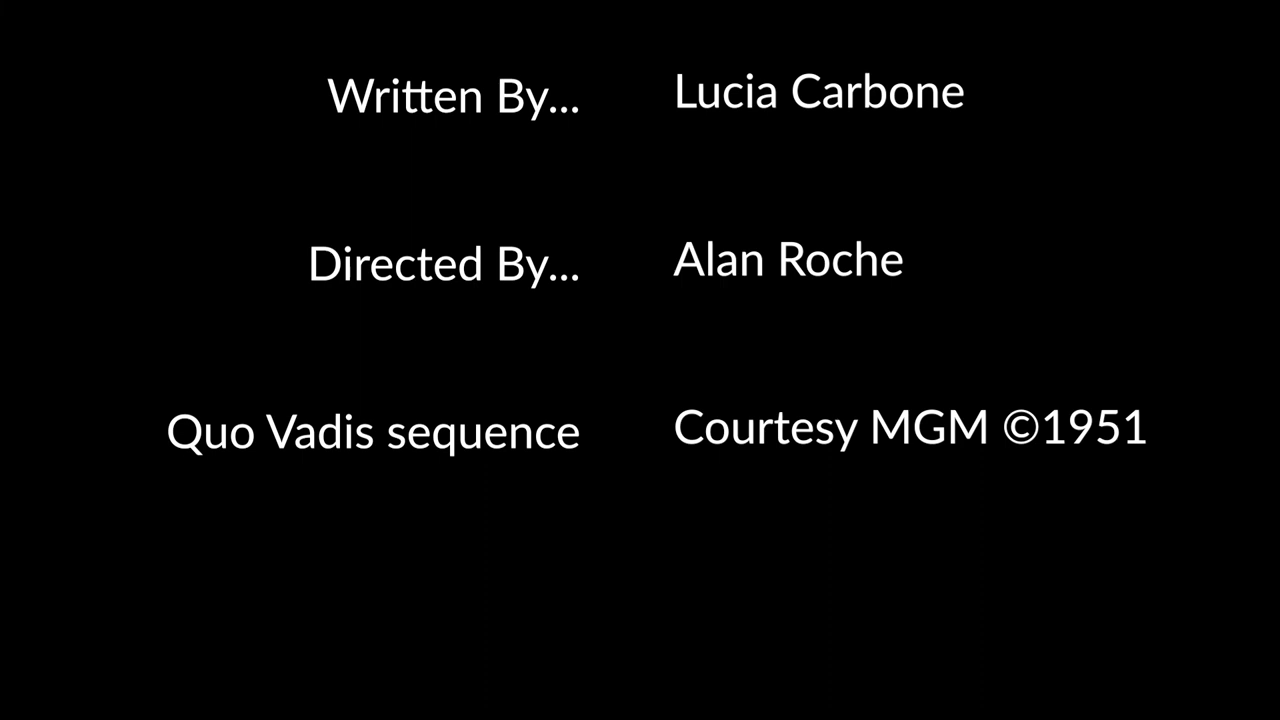 Written By... Lucia Carbone
Directed By... Alan Roche
Quo Vadis sequence Courtesy MGM ©1951